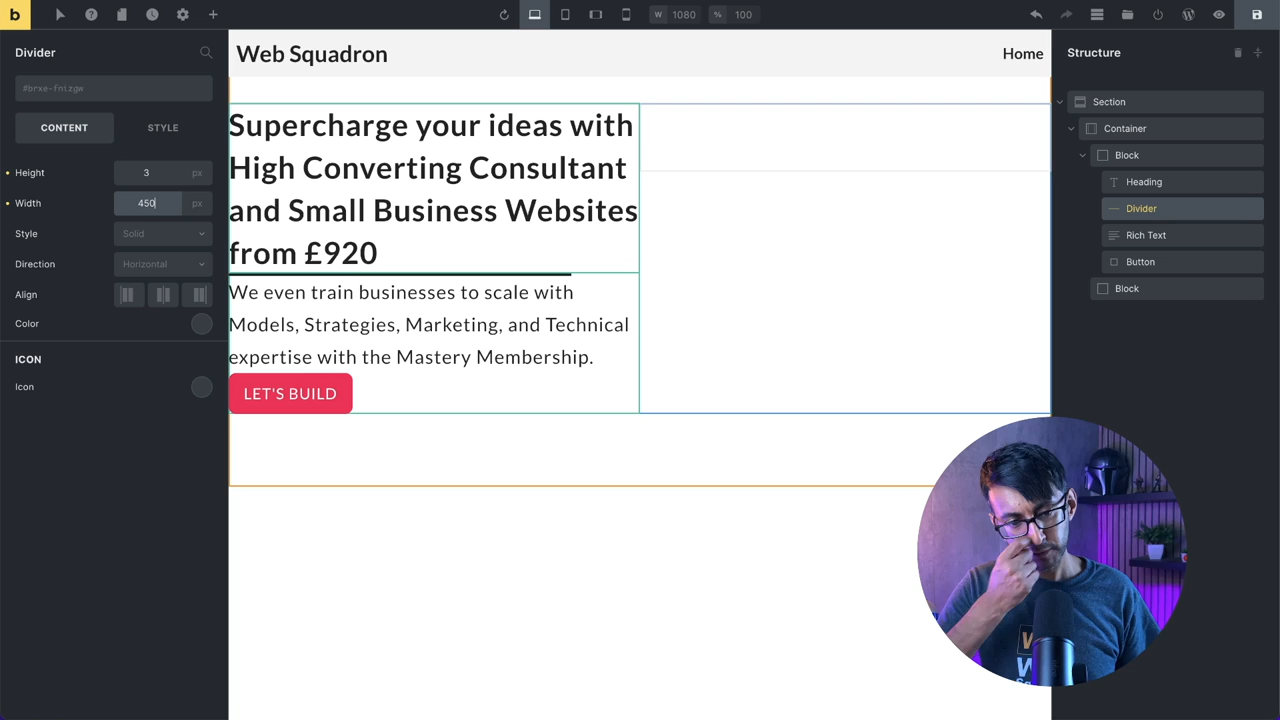 b
W 1080 % 100
Divider
#brxe-fnizgw
CONTENT STYLE
Height 3 px
Width 450 px
Style Solid
Direction Horizontal
Align
Color
ICON
Icon
Web Squadron Home
Supercharge your ideas with
High Converting Consultant
and Small Business Websites
from £920
We even train businesses to scale with
Models, Strategies, Marketing, and Technical
expertise with the Mastery Membership.
LET'S BUILD
Structure
Section
Container
Block
Heading
Divider
Rich Text
Button
Block